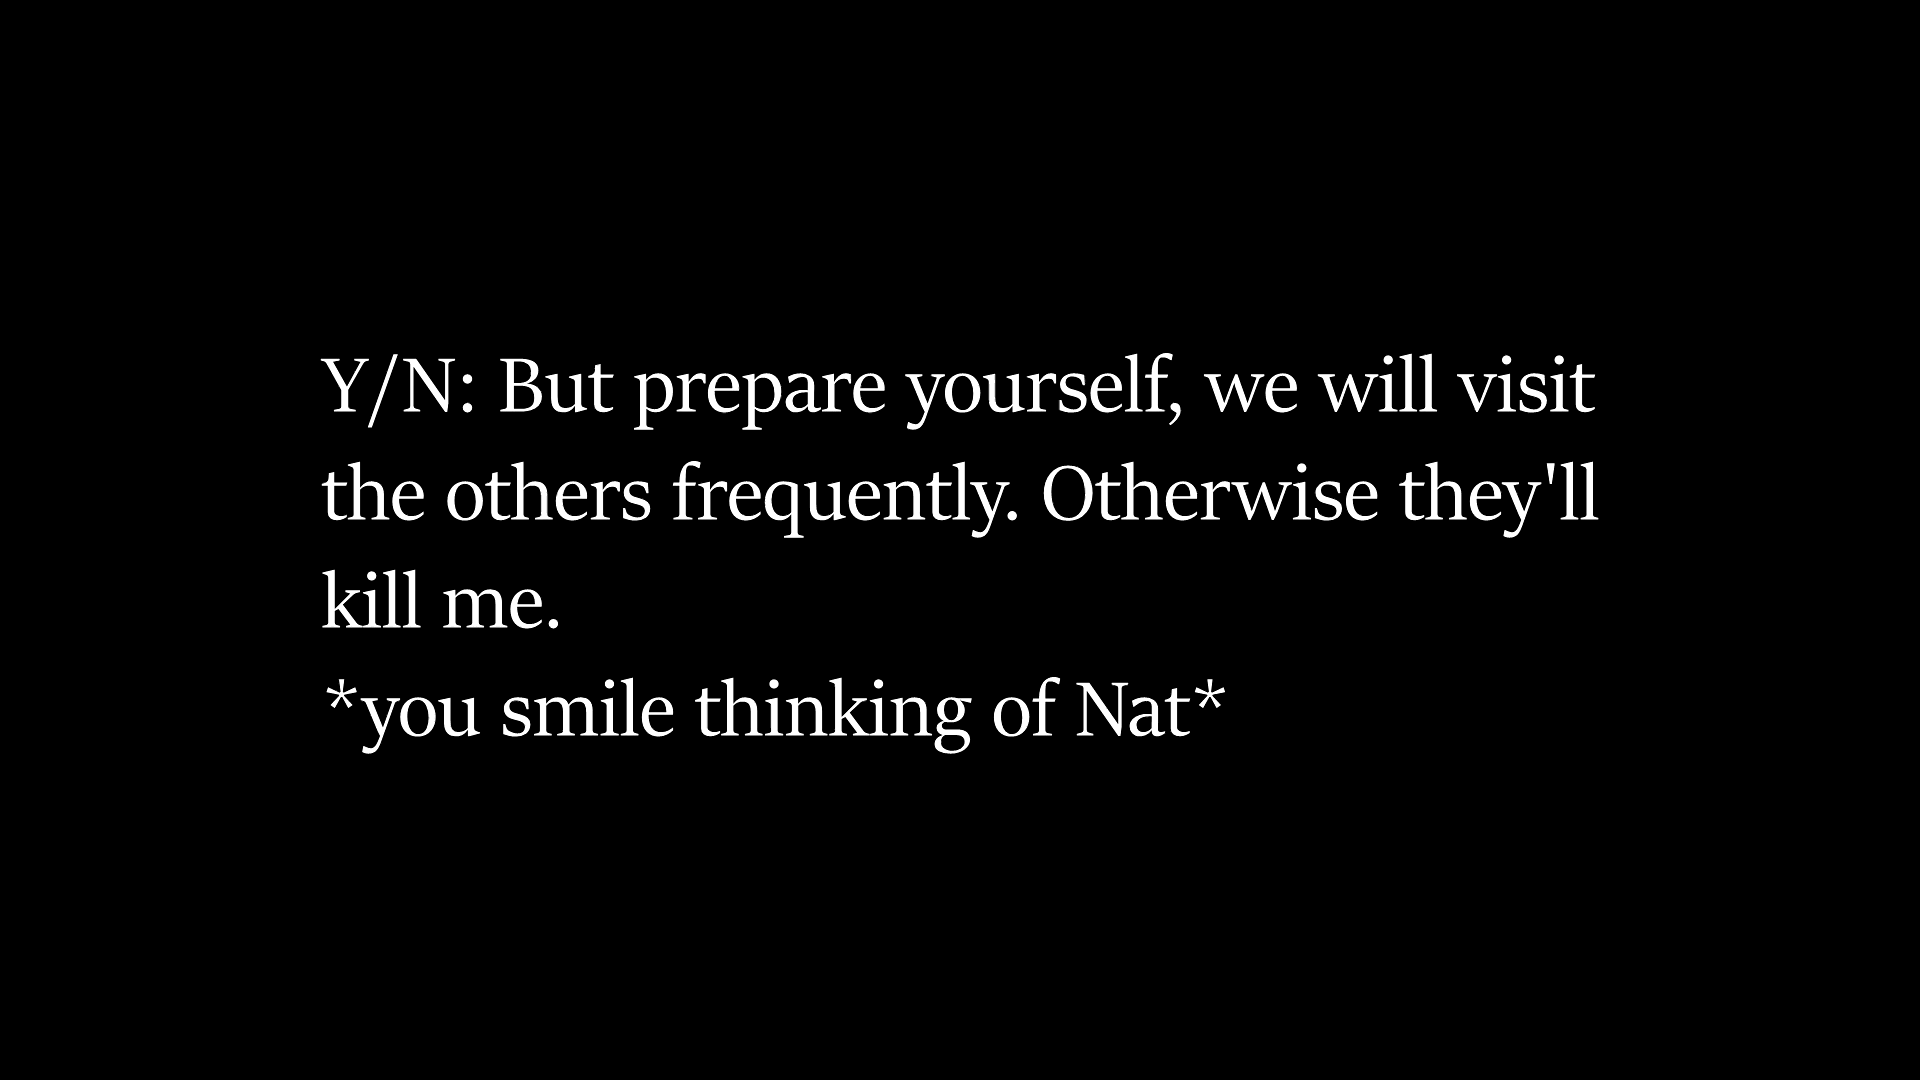 Y/N: But prepare yourself, we will visit
the others frequently. Otherwise they'll
kill me.
*you smile thinking of Nat*